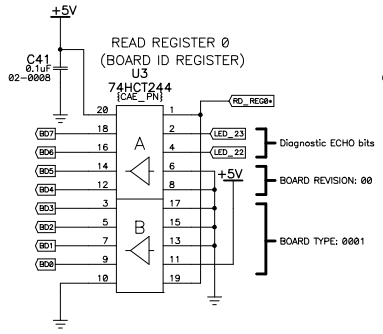 +5V
READ REGISTER 0
(BOARD ID REGISTER)
C41
0.1uF
02-0008
U3
74HCT244
{CAE_PN}
20 1 RD_REG0*
BD7 18 2 LED_23
A
Diagnostic ECHO bits
BD6 16 4 LED_22
BD5 14 6 +5V
BOARD REVISION: 00
BD4 12 8
BD3 3 17
BD2 5 B 15
BOARD TYPE: 0001
BD1 7 13
BD0 9 11
10 19